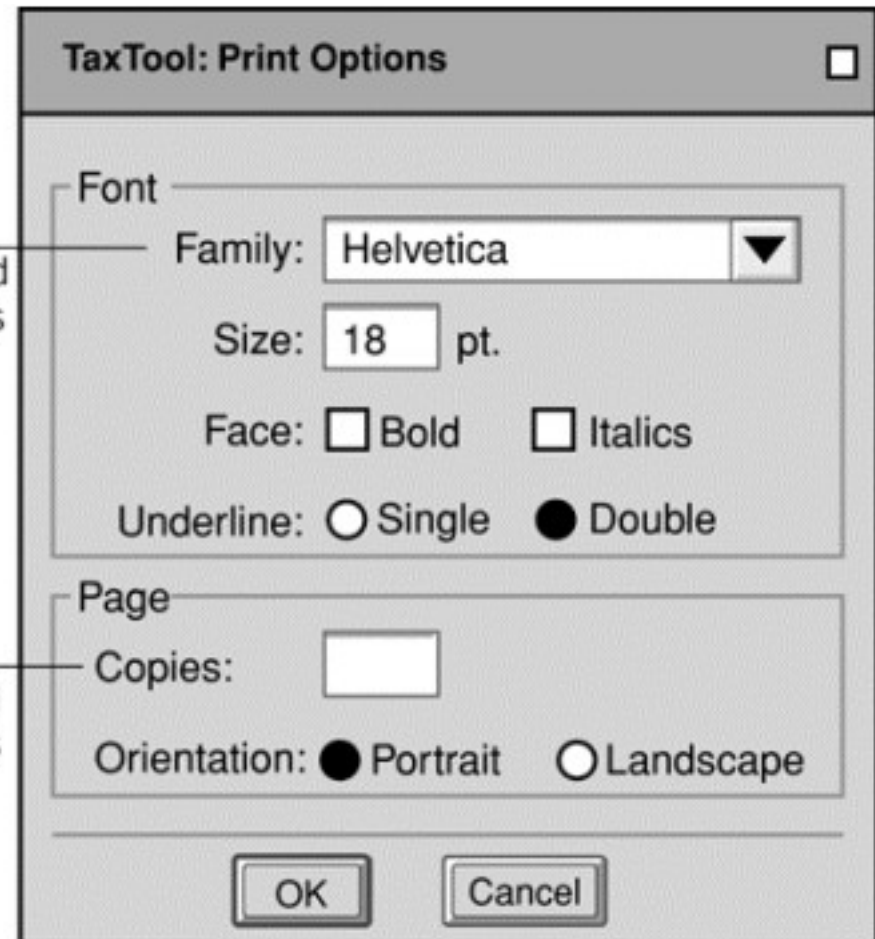 TaxTool: Print Options
Font
Family: Helvetica
Size: 18 pt.
Face: Bold Italics
Underline: Single Double
Page
Copies:
Orientation: Portrait Landscape
OK Cancel